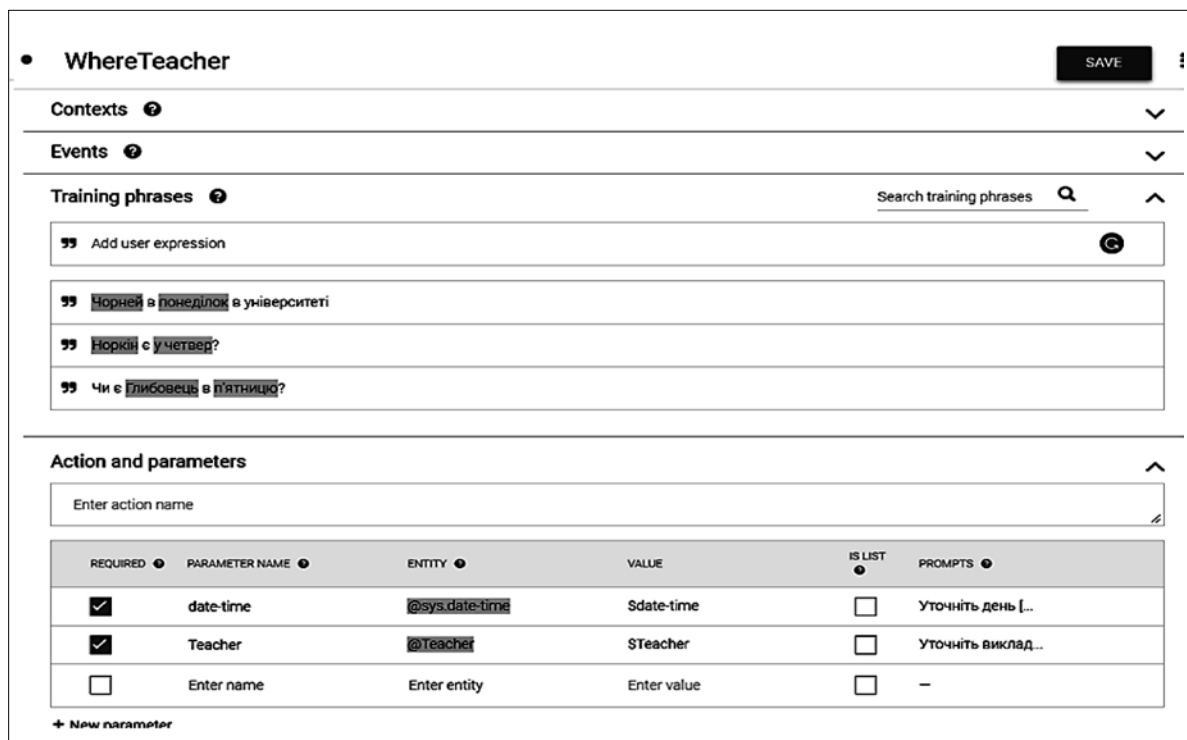 WhereTeacher SAVE
Contexts
Events
Training phrases Search training phrases
Add user expression
Чорней в понеділок в університеті
Норкін є у четвер?
Чи є Глибовець в п'ятницю?
Action and parameters
Enter action name
REQUIRED PARAMETER NAME ENTITY VALUE IS LIST PROMPTS
date-time @sys.date-time $date-time Уточніть день [...
Teacher @Teacher $Teacher Уточніть виклад...
Enter name Enter entity Enter value –
+ New parameter